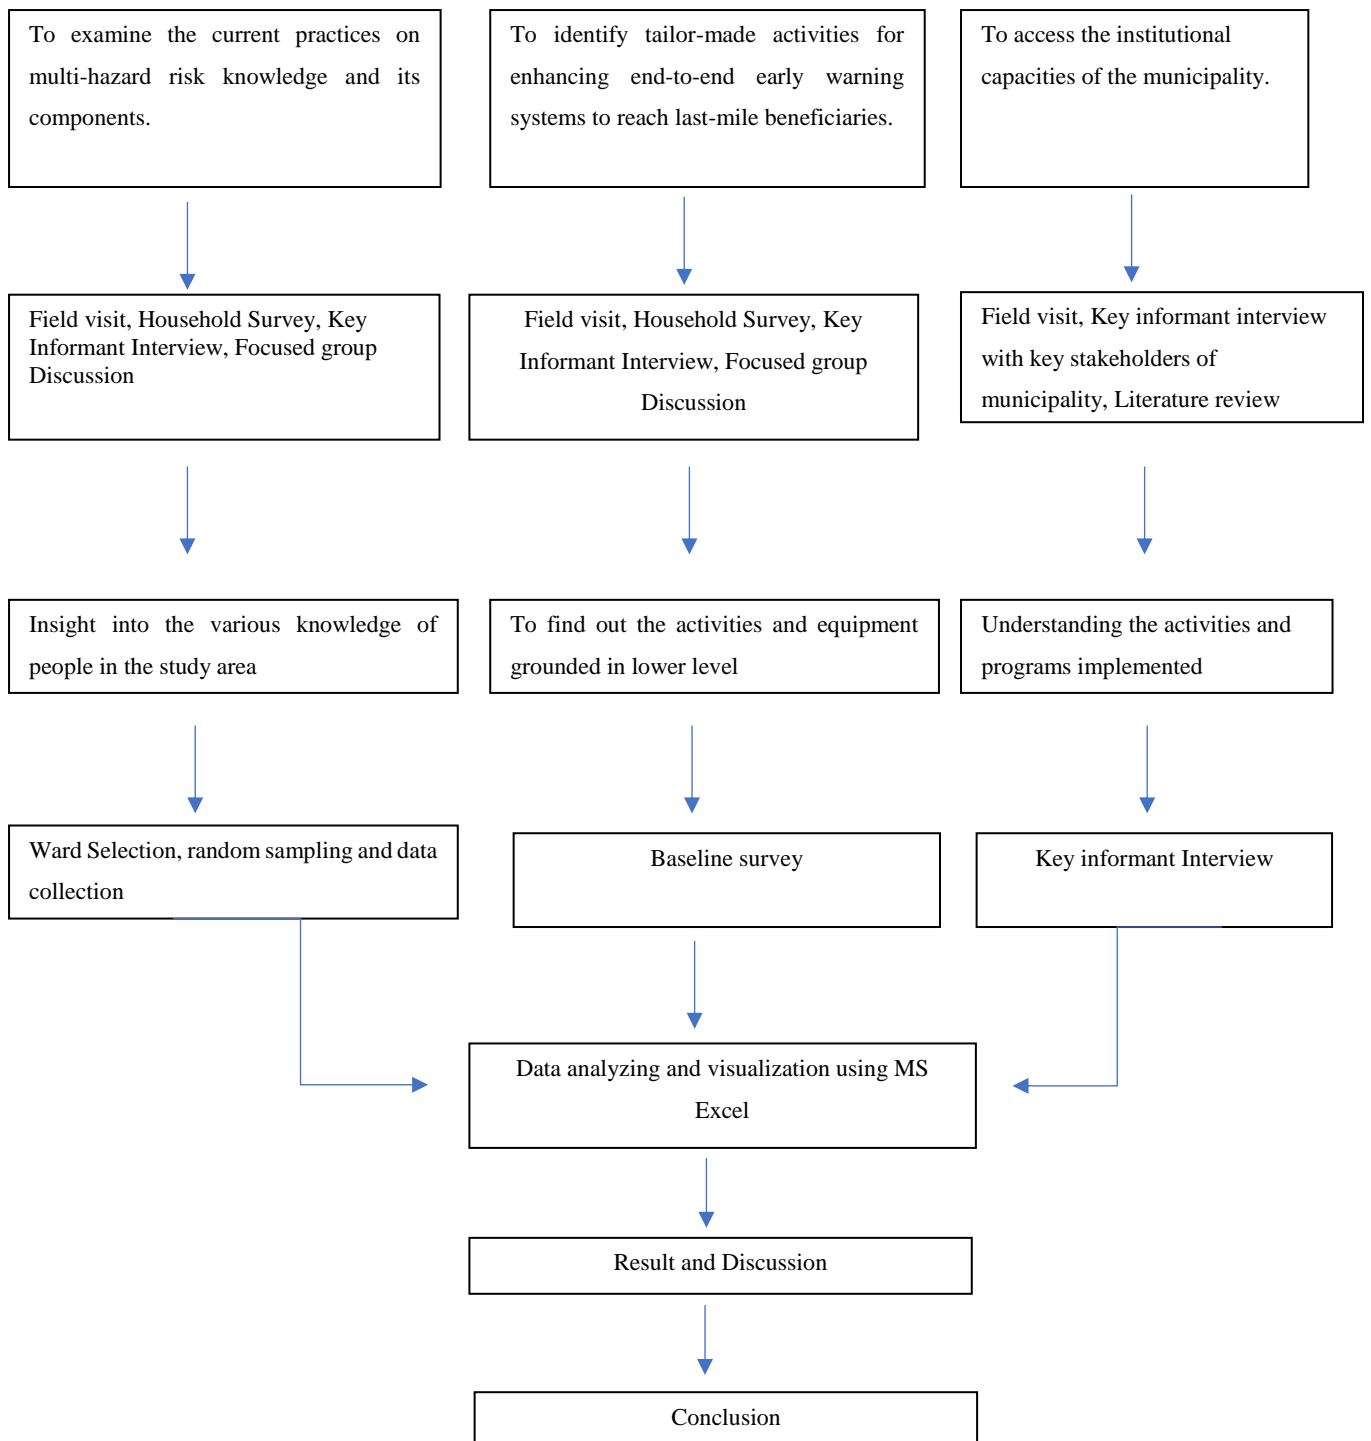 To examine the current practices on
multi-hazard risk knowledge and its
components.
To identify tailor-made activities for
enhancing end-to-end early warning
systems to reach last-mile beneficiaries.
To access the institutional
capacities of the municipality.
Field visit, Household Survey, Key
Informant Interview, Focused group
Discussion
Field visit, Household Survey, Key
Informant Interview, Focused group
Discussion
Field visit, Key informant interview
with key stakeholders of
municipality, Literature review
Insight into the various knowledge of
people in the study area
To find out the activities and equipment
grounded in lower level
Understanding the activities and
programs implemented
Ward Selection, random sampling and data
collection
Baseline survey
Key informant Interview
Data analyzing and visualization using MS
Excel
Result and Discussion
Conclusion